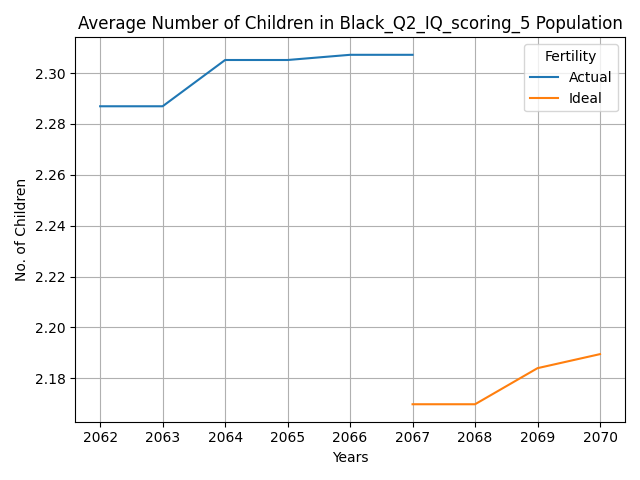 Average Number of Children in Black_Q2_IQ_scoring_5 Population
Fertility
Actual
Ideal
No. of Children
2.30
2.28
2.26
2.24
2.22
2.20
2.18
2062 2063 2064 2065 2066 2067 2068 2069 2070
Years